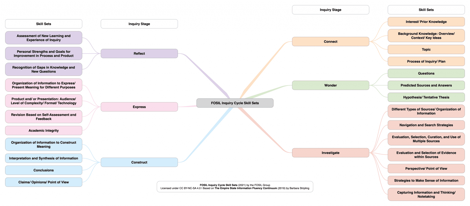 Skill Sets
Inquiry Stage
Inquiry Stage
Skill Sets
Assessment of New Learning and
Experience of Inquiry
Personal Strengths and Goals for
Improvement in Process and Product
Recognition of Gaps in Knowledge and
New Questions
Reflect
Organization of Information to Express/
Present Meaning for Different Purposes
Product and/ or Presentation: Audience/
Level of Complexity/ Format/ Technology
Revision Based on Self-Assessment and
Feedback
Academic Integrity
Express
Organization of Information to Construct
Meaning
Interpretation and Synthesis of Information
Conclusions
Claims/ Opinions/ Point of View
Construct
FOSIL Inquiry Cycle Skill Sets
Connect
Interest/ Prior Knowledge
Background Knowledge: Overview/
Context/ Key Ideas
Topic
Process of Inquiry/ Plan
Wonder
Questions
Predicted Sources and Answers
Hypothesis/ Tentative Thesis
Investigate
Different Types of Sources/ Organization of
Information
Navigation and Search Strategies
Evaluation, Selection, Curation, and Use of
Multiple Sources
Evaluation and Selection of Evidence
within Sources
Perspective/ Point of View
Strategies to Make Sense of Information
Capturing Information and Thinking/
Notetaking
FOSIL Inquiry Cycle Skill Sets